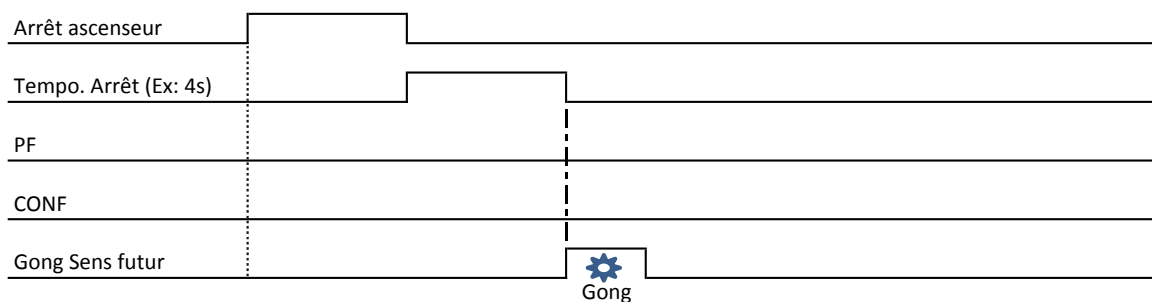 Arrêt ascenseur
Tempo. Arrêt (Ex: 4s)
PF
CONF
Gong Sens futur
Gong